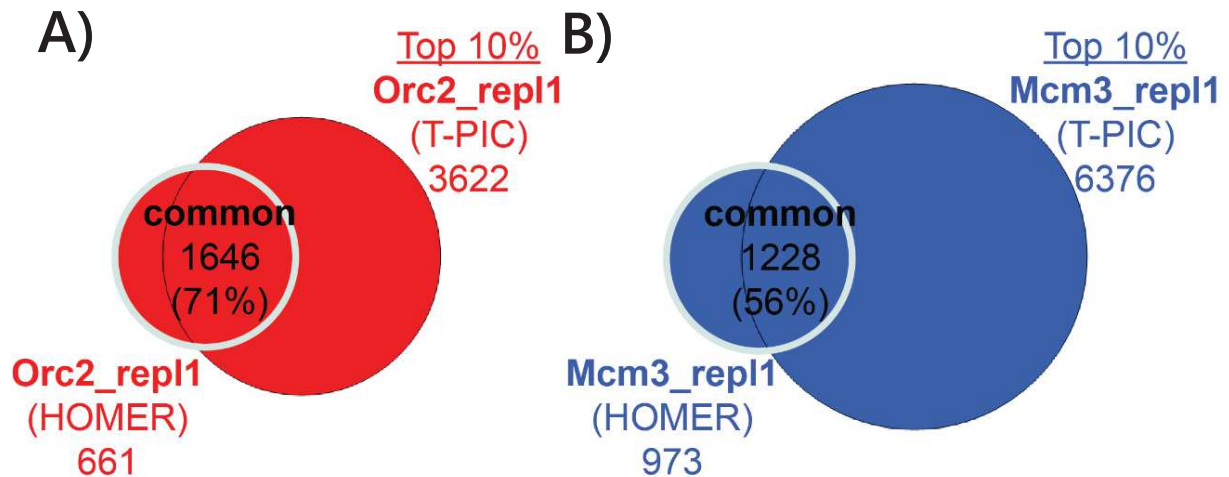 A)
Top 10%
Orc2_repl1
(T-PIC)
3622
common
1646
(71%)
Orc2_repl1
(HOMER)
661
B)
Top 10%
Mcm3_repl1
(T-PIC)
6376
common
1228
(56%)
Mcm3_repl1
(HOMER)
973